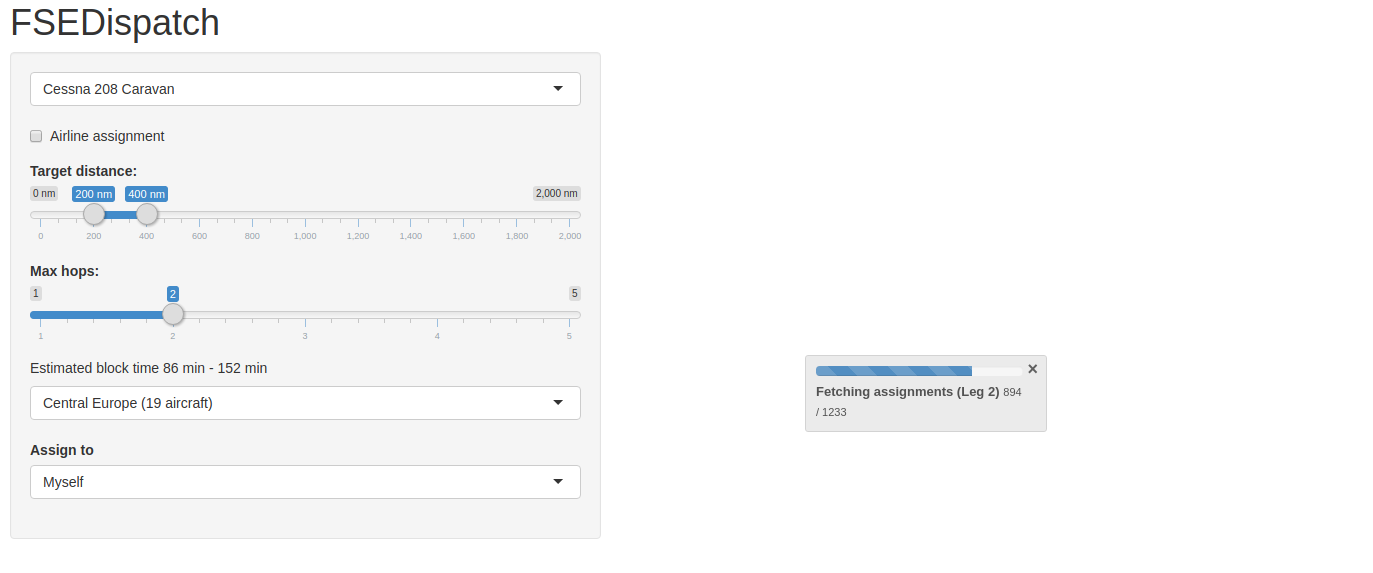 FSEDispatch
Cessna 208 Caravan
Airline assignment
Target distance:
0 nm 200 nm 400 nm 2,000 nm
0 200 400 600 800 1,000 1,200 1,400 1,600 1,800 2,000
Max hops:
1 2 5
1 2 3 4 5
Estimated block time 86 min - 152 min
Central Europe (19 aircraft)
Assign to
Myself
×
Fetching assignments (Leg 2) 894
/ 1233